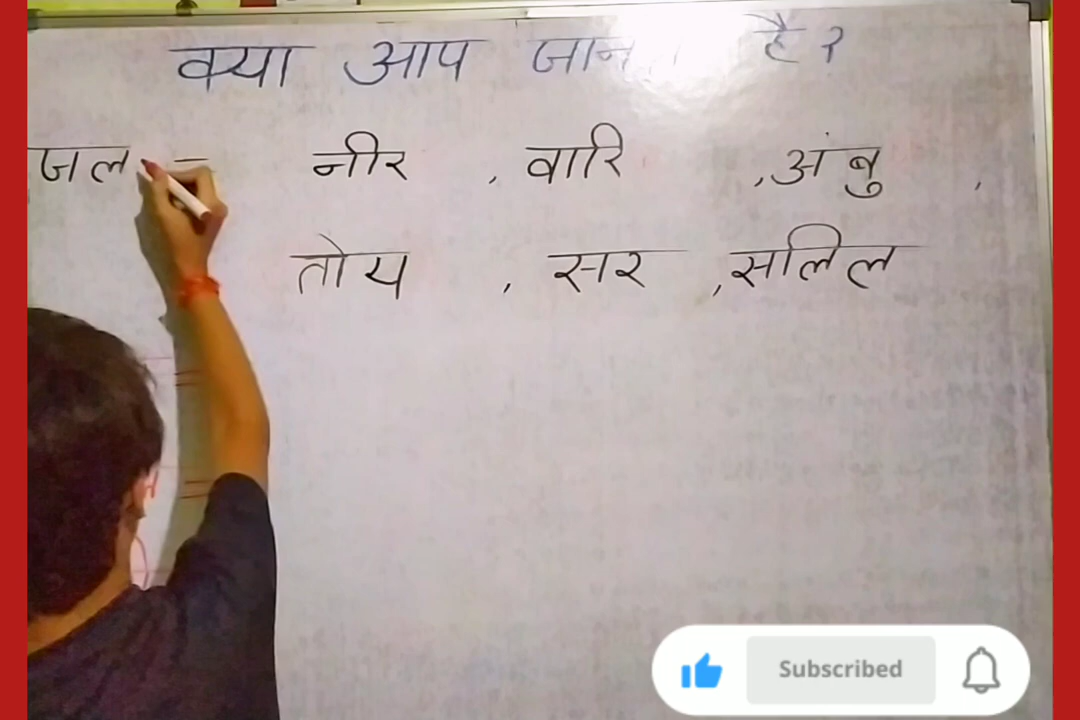 क्या आप है ?
जल - नीर , वारि , अंबु ,
तोय , सर , सलिल
Subscribed